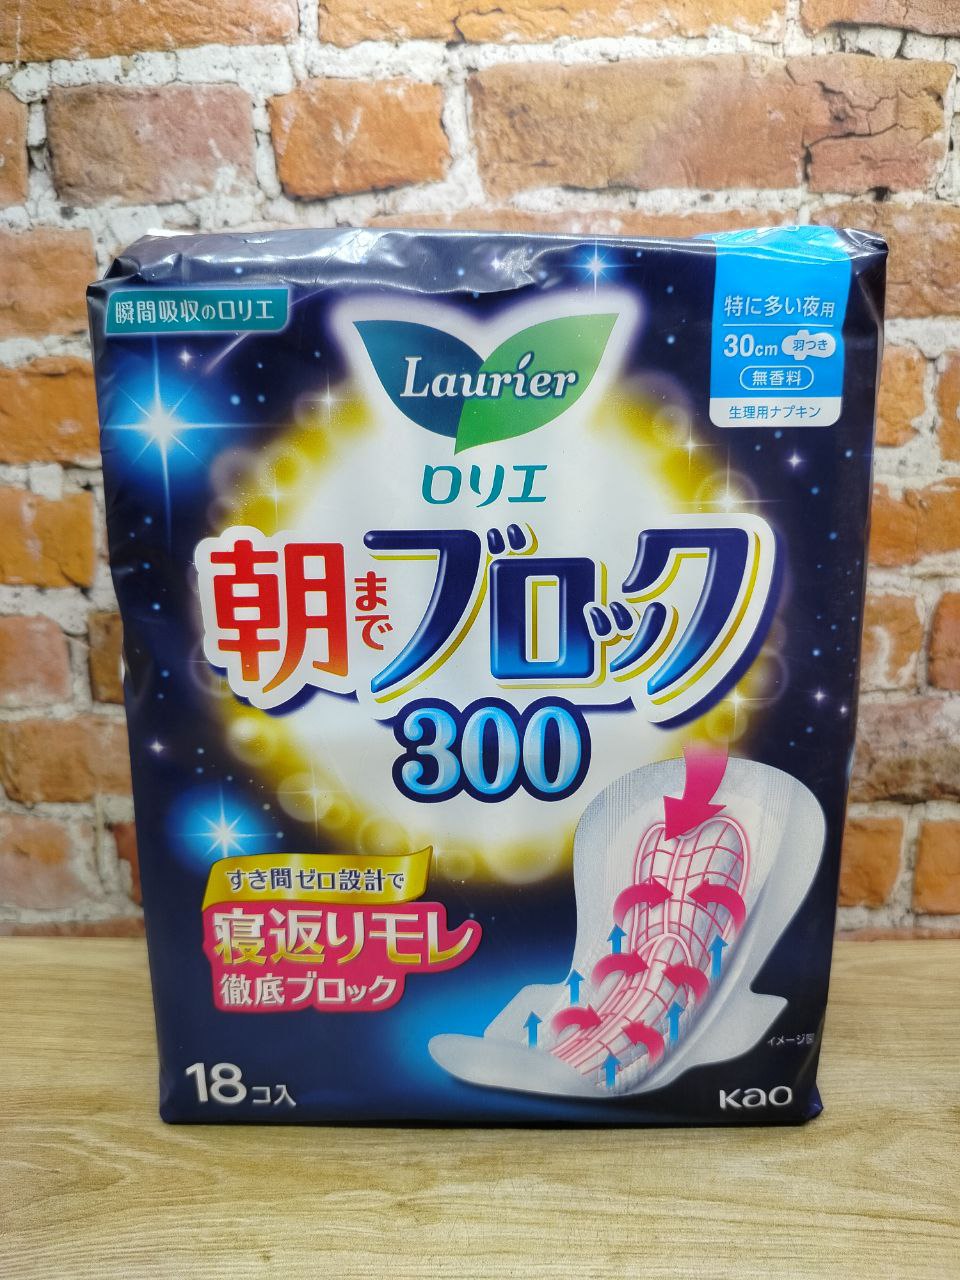 瞬間吸収のロリエ
特に多い夜用
30cm 羽つき
無香料
生理用ナプキン
Laurier
ロリエ
朝までブロック
300
すき間ゼロ設計で
寝返りモレ
徹底ブロック
イメージ図
18コ入
Kao